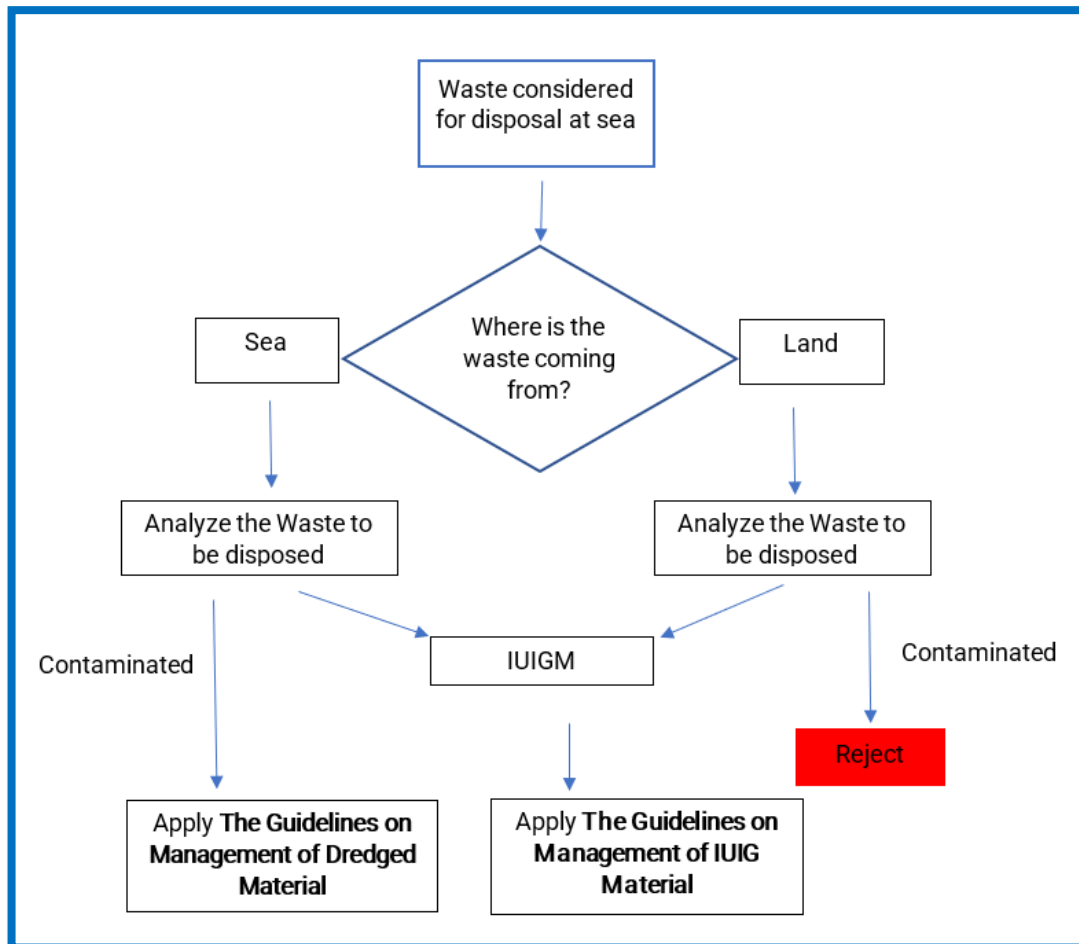 Waste considered
for disposal at sea
Where is the
waste coming
from?
Sea
Land
Analyze the Waste to
be disposed
Analyze the Waste to
be disposed
Contaminated
IUIGM
Contaminated
Reject
Apply The Guidelines on
Management of Dredged
Material
Apply The Guidelines on
Management of IUIG
Material